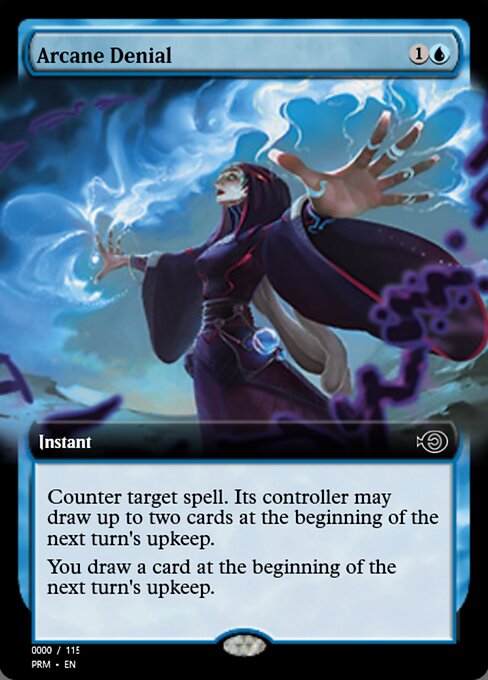 Arcane Denial 1
Instant
Counter target spell. Its controller may
draw up to two cards at the beginning of the
next turn's upkeep.
You draw a card at the beginning of the
next turn's upkeep.
0000 / 115
PRM • EN